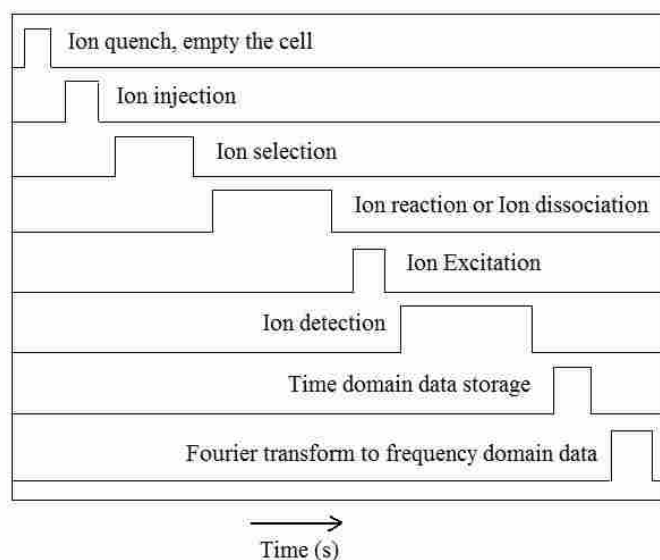 Ion quench, empty the cell
Ion injection
Ion selection
Ion reaction or Ion dissociation
Ion Excitation
Ion detection
Time domain data storage
Fourier transform to frequency domain data
Time (s)